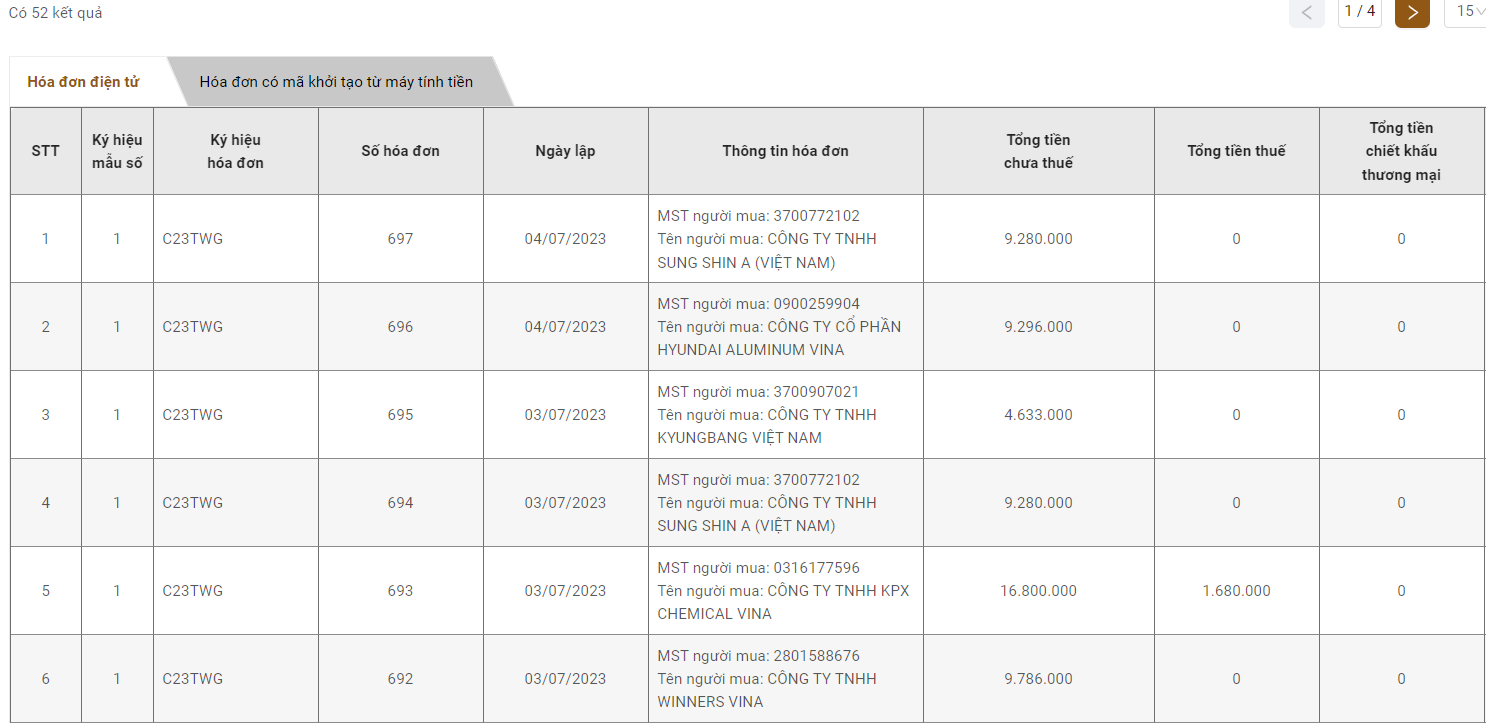 Có 52 kết quả
1 / 4
15
Hóa đơn điện tử
Hóa đơn có mã khởi tạo từ máy tính tiền
STT
Ký hiệu
mẫu số
Ký hiệu
hóa đơn
Số hóa đơn
Ngày lập
Thông tin hóa đơn
Tổng tiền
chưa thuế
Tổng tiền thuế
Tổng tiền
chiết khấu
thương mại
1
1
C23TWG
697
04/07/2023
MST người mua: 3700772102
Tên người mua: CÔNG TY TNHH
SUNG SHIN A (VIỆT NAM)
9.280.000
0
0
2
1
C23TWG
696
04/07/2023
MST người mua: 0900259904
Tên người mua: CÔNG TY CỔ PHẦN
HYUNDAI ALUMINUM VINA
9.296.000
0
0
3
1
C23TWG
695
03/07/2023
MST người mua: 3700907021
Tên người mua: CÔNG TY TNHH
KYUNGBANG VIỆT NAM
4.633.000
0
0
4
1
C23TWG
694
03/07/2023
MST người mua: 3700772102
Tên người mua: CÔNG TY TNHH
SUNG SHIN A (VIỆT NAM)
9.280.000
0
0
5
1
C23TWG
693
03/07/2023
MST người mua: 0316177596
Tên người mua: CÔNG TY TNHH KPX
CHEMICAL VINA
16.800.000
1.680.000
0
6
1
C23TWG
692
03/07/2023
MST người mua: 2801588676
Tên người mua: CÔNG TY TNHH
WINNERS VINA
9.786.000
0
0